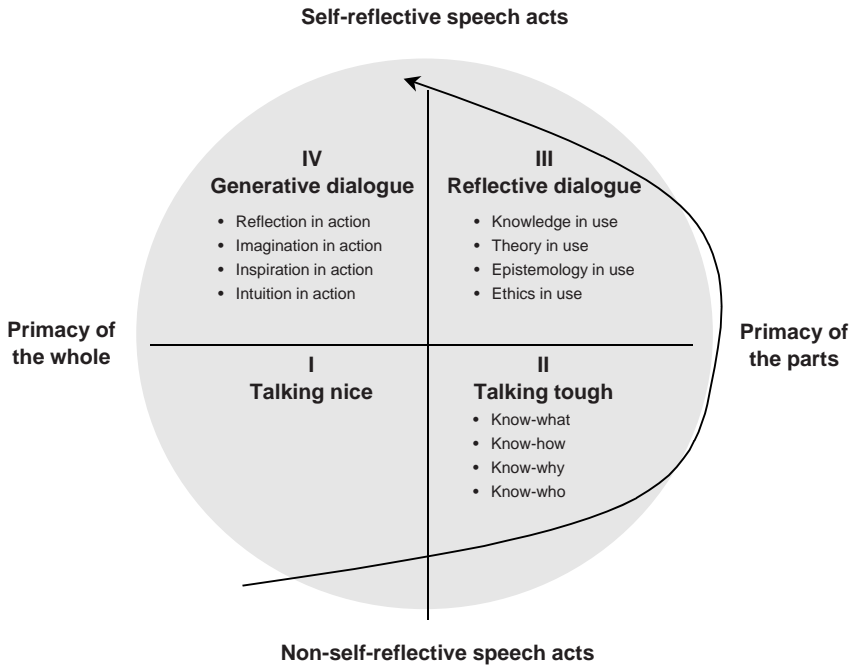 Self-reflective speech acts
IV
Generative dialogue
• Reflection in action
• Imagination in action
• Inspiration in action
• Intuition in action
III
Reflective dialogue
• Knowledge in use
• Theory in use
• Epistemology in use
• Ethics in use
Primacy of
the whole
Primacy of
the parts
I
Talking nice
II
Talking tough
• Know-what
• Know-how
• Know-why
• Know-who
Non-self-reflective speech acts